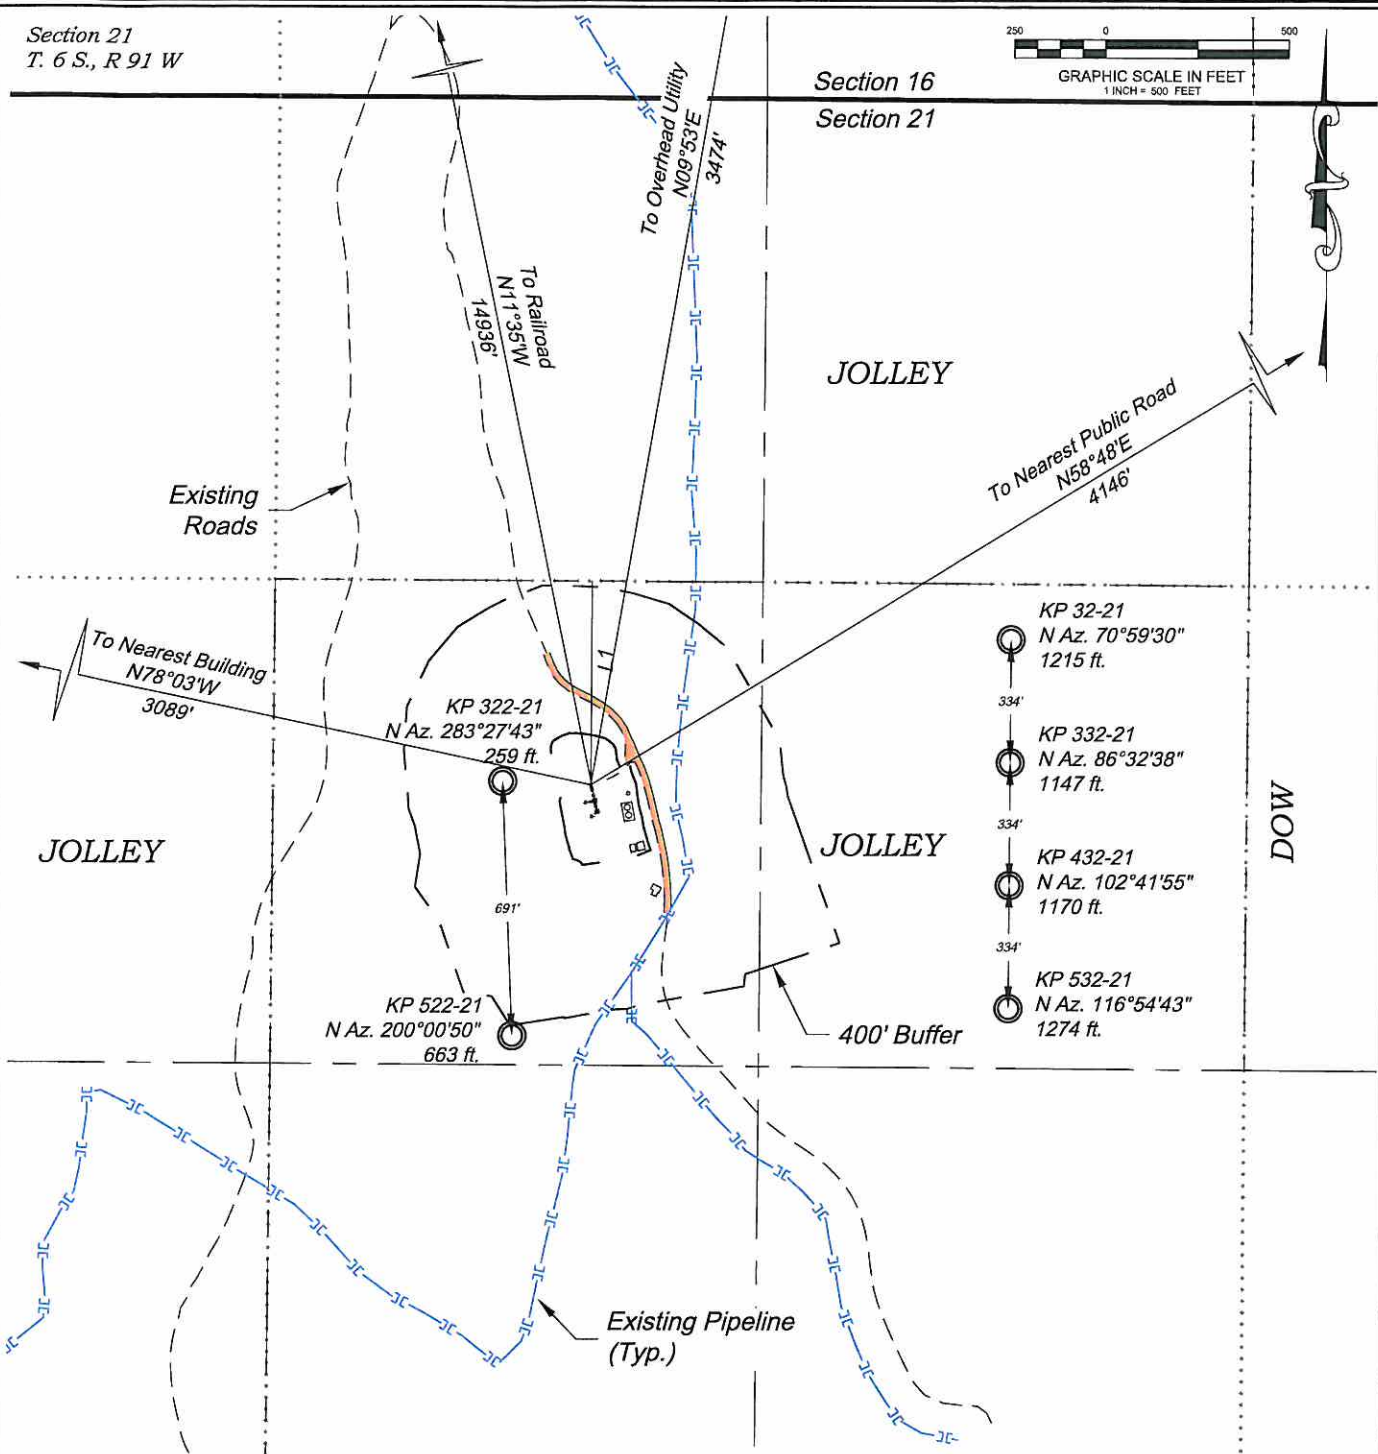 Section 21
T. 6 S., R 91 W
250 0 500
GRAPHIC SCALE IN FEET
1 INCH = 500 FEET
Section 16
Section 21
To Overhead Utility
N09°53'E
3474'
To Railroad
N11°35'W
14936'
JOLLEY
To Nearest Public Road
N58°48'E
4146'
Existing
Roads
To Nearest Building
N78°03'W
3089'
L1
KP 322-21
N Az. 283°27'43"
259 ft.
KP 32-21
N Az. 70°59'30"
1215 ft.
334'
KP 332-21
N Az. 86°32'38"
1147 ft.
334'
KP 432-21
N Az. 102°41'55"
1170 ft.
334'
KP 532-21
N Az. 116°54'43"
1274 ft.
JOLLEY
JOLLEY
DOW
691'
KP 522-21
N Az. 200°00'50"
663 ft.
400' Buffer
Existing Pipeline
(Typ.)